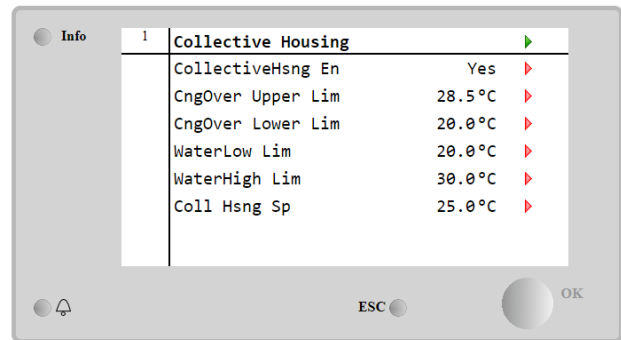 Info
1 Collective Housing
CollectiveHsng En Yes
CngOver Upper Lim 28.5°C
CngOver Lower Lim 20.0°C
WaterLow Lim 20.0°C
WaterHigh Lim 30.0°C
Coll Hsng Sp 25.0°C
ESC
OK